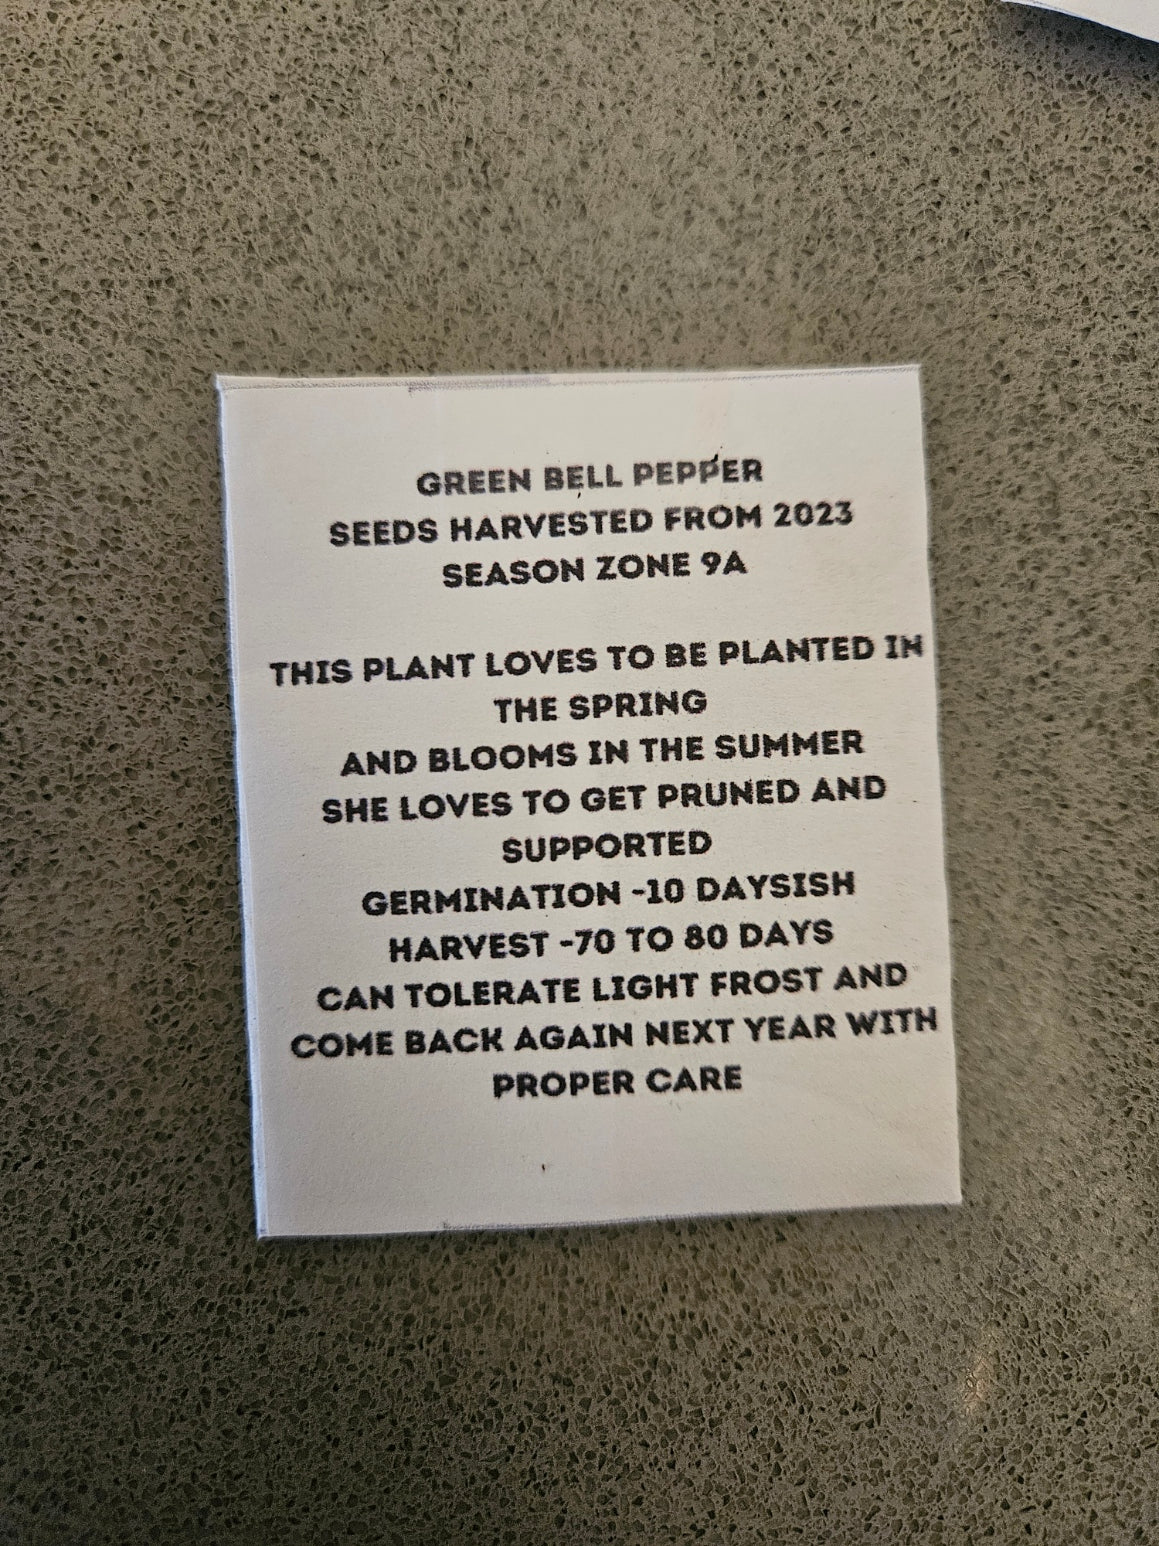 GREEN BELL PEPPER
SEEDS HARVESTED FROM 2023
SEASON ZONE 9A
THIS PLANT LOVES TO BE PLANTED IN
THE SPRING
AND BLOOMS IN THE SUMMER
SHE LOVES TO GET PRUNED AND
SUPPORTED
GERMINATION -10 DAYSISH
HARVEST -70 TO 80 DAYS
CAN TOLERATE LIGHT FROST AND
COME BACK AGAIN NEXT YEAR WITH
PROPER CARE